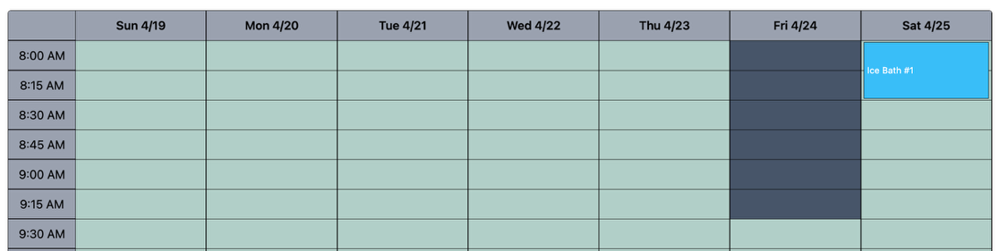 Sun 4/19 Mon 4/20 Tue 4/21 Wed 4/22 Thu 4/23 Fri 4/24 Sat 4/25
8:00 AM
Ice Bath #1
8:15 AM
8:30 AM
8:45 AM
9:00 AM
9:15 AM
9:30 AM